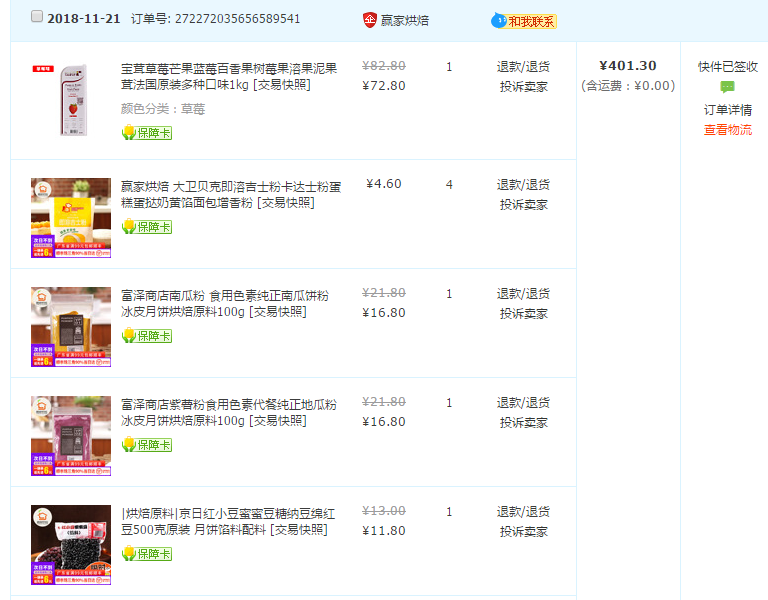 2018-11-21 订单号: 272272035656589541 赢家烘焙 和我联系
宝茸草莓芒果蓝莓百香果树莓果溶果泥果 ¥82.80 1 退款/退货 ¥401.30 快件已签收
茸法国原装多种口味1kg [交易快照] ¥72.80 投诉卖家 (含运费：¥0.00)
颜色分类：草莓 订单详情
保障卡 查看物流
赢家烘焙 大卫贝克即溶吉士粉卡达士粉蛋 ¥4.60 4 退款/退货
糕蛋挞奶黄馅面包增香粉 [交易快照] 投诉卖家
保障卡
富泽商店南瓜粉 食用色素纯正南瓜饼粉 ¥21.80 1 退款/退货
冰皮月饼烘焙原料100g [交易快照] ¥16.80 投诉卖家
保障卡
富泽商店紫薯粉食用色素代餐纯正地瓜粉 ¥21.80 1 退款/退货
冰皮月饼烘焙原料100g [交易快照] ¥16.80 投诉卖家
保障卡
|烘焙原料|京日红小豆蜜蜜豆糖纳豆绵红 ¥13.00 1 退款/退货
豆500克原装 月饼馅料配料 [交易快照] ¥11.80 投诉卖家
保障卡